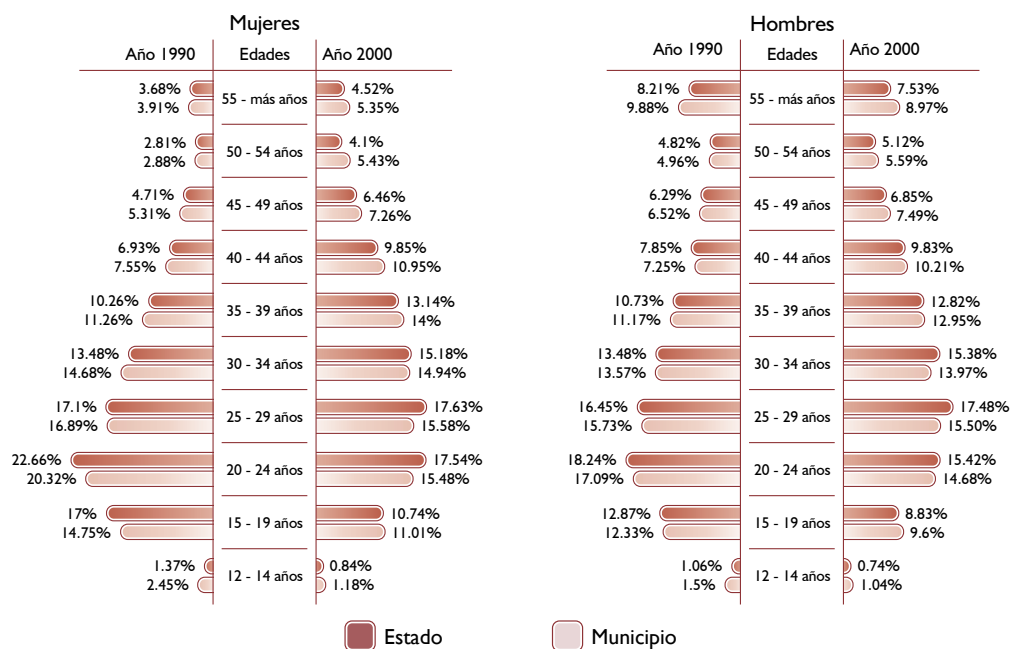 Mujeres
Año 1990 Edades Año 2000
3.68% 4.52%
55 - más años
3.91% 5.35%
2.81% 4.1%
50 - 54 años
2.88% 5.43%
4.71% 6.46%
45 - 49 años
5.31% 7.26%
6.93% 9.85%
40 - 44 años
7.55% 10.95%
10.26% 13.14%
35 - 39 años
11.26% 14%
13.48% 15.18%
30 - 34 años
14.68% 14.94%
17.1% 17.63%
25 - 29 años
16.89% 15.58%
22.66% 17.54%
20 - 24 años
20.32% 15.48%
17% 10.74%
15 - 19 años
14.75% 11.01%
1.37% 0.84%
12 - 14 años
2.45% 1.18%
Hombres
Año 1990 Edades Año 2000
8.21% 7.53%
55 - más años
9.88% 8.97%
4.82% 5.12%
50 - 54 años
4.96% 5.59%
6.29% 6.85%
45 - 49 años
6.52% 7.49%
7.85% 9.83%
40 - 44 años
7.25% 10.21%
10.73% 12.82%
35 - 39 años
11.17% 12.95%
13.48% 15.38%
30 - 34 años
13.57% 13.97%
16.45% 17.48%
25 - 29 años
15.73% 15.50%
18.24% 15.42%
20 - 24 años
17.09% 14.68%
12.87% 8.83%
15 - 19 años
12.33% 9.6%
1.06% 0.74%
12 - 14 años
1.5% 1.04%
Estado Municipio